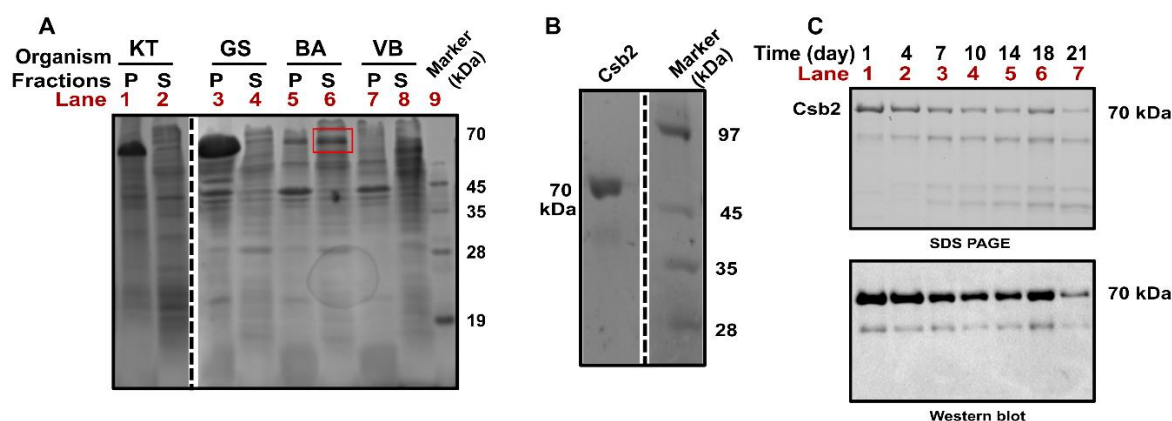 A
Organism KT GS BA VB Marker (kDa)
Fractions P S P S P S P S
Lane 1 2 3 4 5 6 7 8 9
70
45
35
28
19
B
Csb2 Marker (kDa)
97
70 kDa
45
35
28
C
Time (day) 1 4 7 10 14 18 21
Lane 1 2 3 4 5 6 7
Csb2 70 kDa
SDS PAGE
70 kDa
Western blot